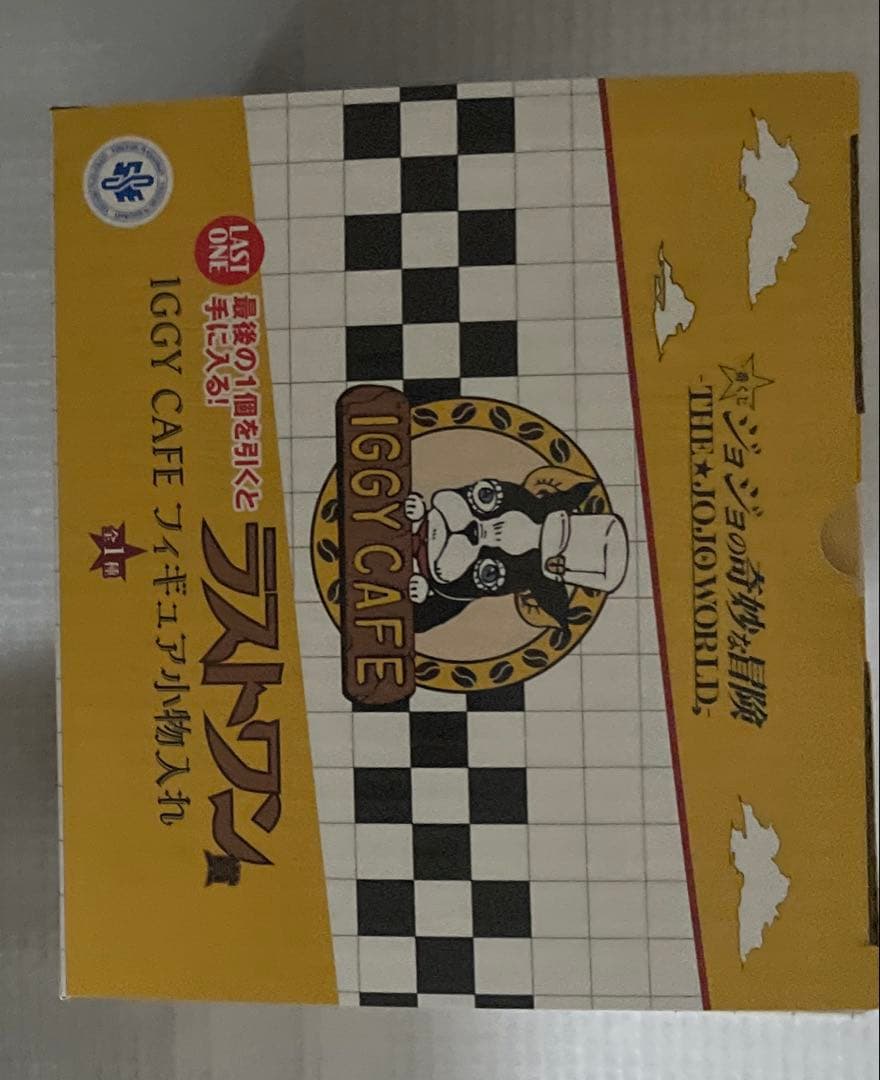 一番くじ
ジョジョの奇妙な冒険
-THE★JOJO WORLD-
IGGY CAFE
LAST ONE
最後の1個を引くと
手に入る!
ラストワン賞
IGGY CAFE フィギュア小物入れ
全1種